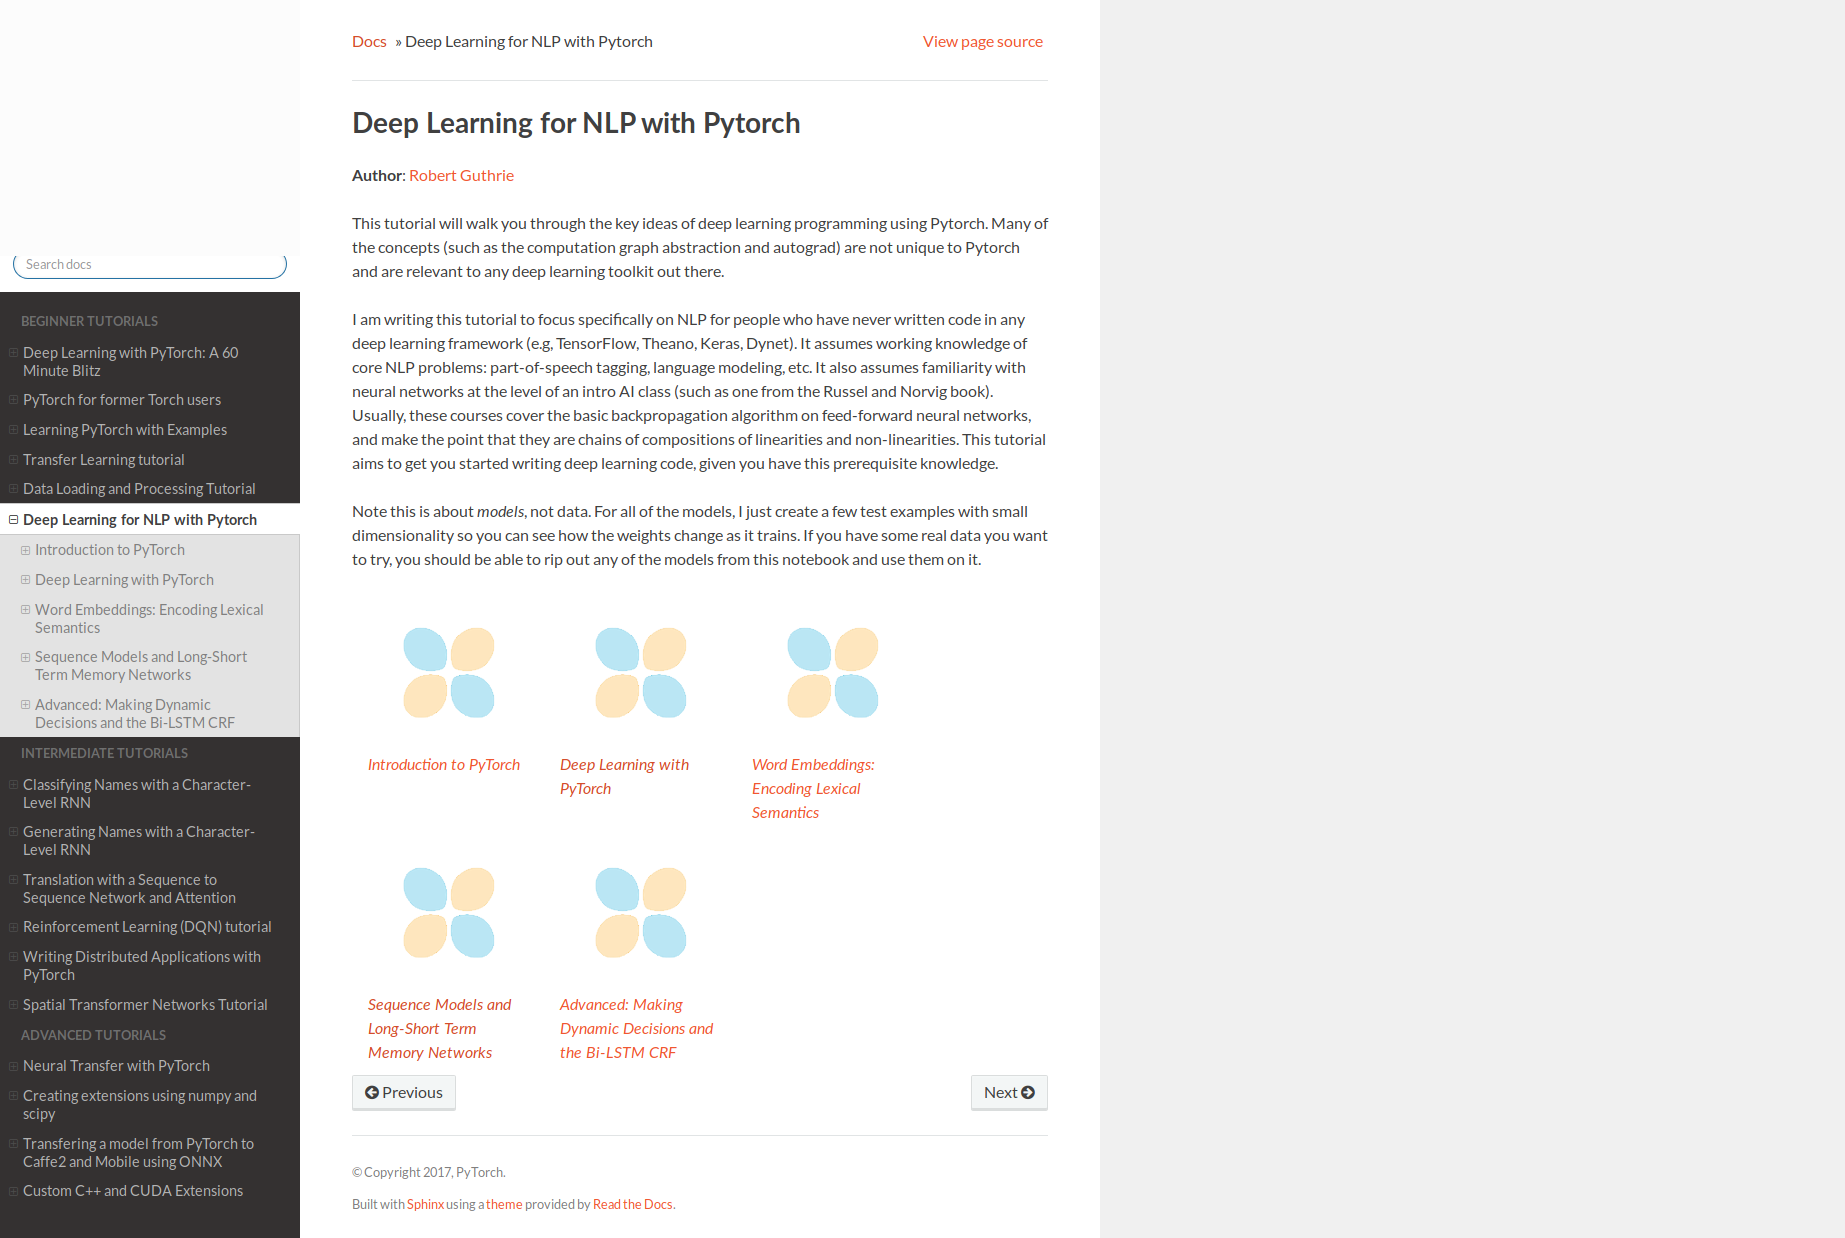 Search docs
BEGINNER TUTORIALS
Deep Learning with PyTorch: A 60
Minute Blitz
PyTorch for former Torch users
Learning PyTorch with Examples
Transfer Learning tutorial
Data Loading and Processing Tutorial
Deep Learning for NLP with Pytorch
Introduction to PyTorch
Deep Learning with PyTorch
Word Embeddings: Encoding Lexical
Semantics
Sequence Models and Long-Short
Term Memory Networks
Advanced: Making Dynamic
Decisions and the Bi-LSTM CRF
INTERMEDIATE TUTORIALS
Classifying Names with a Character-
Level RNN
Generating Names with a Character-
Level RNN
Translation with a Sequence to
Sequence Network and Attention
Reinforcement Learning (DQN) tutorial
Writing Distributed Applications with
PyTorch
Spatial Transformer Networks Tutorial
ADVANCED TUTORIALS
Neural Transfer with PyTorch
Creating extensions using numpy and
scipy
Transfering a model from PyTorch to
Caffe2 and Mobile using ONNX
Custom C++ and CUDA Extensions
Docs » Deep Learning for NLP with Pytorch
View page source
Deep Learning for NLP with Pytorch
Author: Robert Guthrie
This tutorial will walk you through the key ideas of deep learning programming using Pytorch. Many of
the concepts (such as the computation graph abstraction and autograd) are not unique to Pytorch
and are relevant to any deep learning toolkit out there.
I am writing this tutorial to focus specifically on NLP for people who have never written code in any
deep learning framework (e.g, TensorFlow, Theano, Keras, Dynet). It assumes working knowledge of
core NLP problems: part-of-speech tagging, language modeling, etc. It also assumes familiarity with
neural networks at the level of an intro AI class (such as one from the Russel and Norvig book).
Usually, these courses cover the basic backpropagation algorithm on feed-forward neural networks,
and make the point that they are chains of compositions of linearities and non-linearities. This tutorial
aims to get you started writing deep learning code, given you have this prerequisite knowledge.
Note this is about models, not data. For all of the models, I just create a few test examples with small
dimensionality so you can see how the weights change as it trains. If you have some real data you want
to try, you should be able to rip out any of the models from this notebook and use them on it.
Introduction to PyTorch
Deep Learning with
PyTorch
Word Embeddings:
Encoding Lexical
Semantics
Sequence Models and
Long-Short Term
Memory Networks
Advanced: Making
Dynamic Decisions and
the Bi-LSTM CRF
Previous
Next
© Copyright 2017, PyTorch.
Built with Sphinx using a theme provided by Read the Docs.